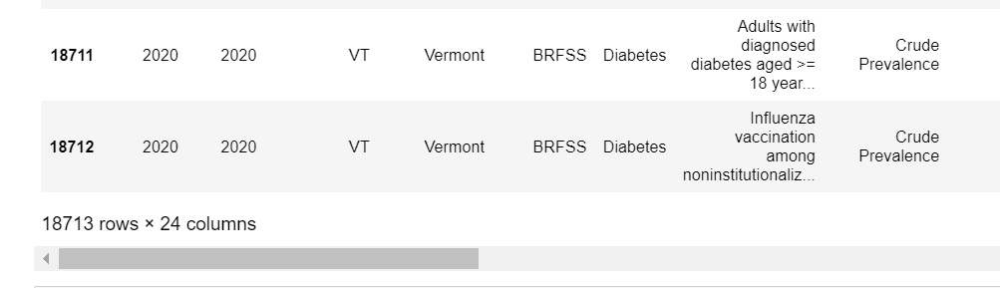 18711 2020 2020 VT Vermont BRFSS Diabetes Adults with diagnosed diabetes aged >= 18 year... Crude Prevalence
18712 2020 2020 VT Vermont BRFSS Diabetes Influenza vaccination among noninstitutionaliz... Crude Prevalence
18713 rows × 24 columns